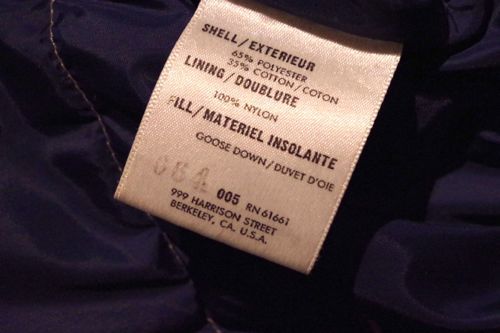 SHELL/EXTERIEUR
65% POLYESTER
35% COTTON/COTON
LINING/DOUBLURE
100% NYLON
FILL/MATERIEL INSOLANTE
GOOSE DOWN/DUVET D'OIE
005 RN 61661
999 HARRISON STREET
BERKELEY, CA. U.S.A.